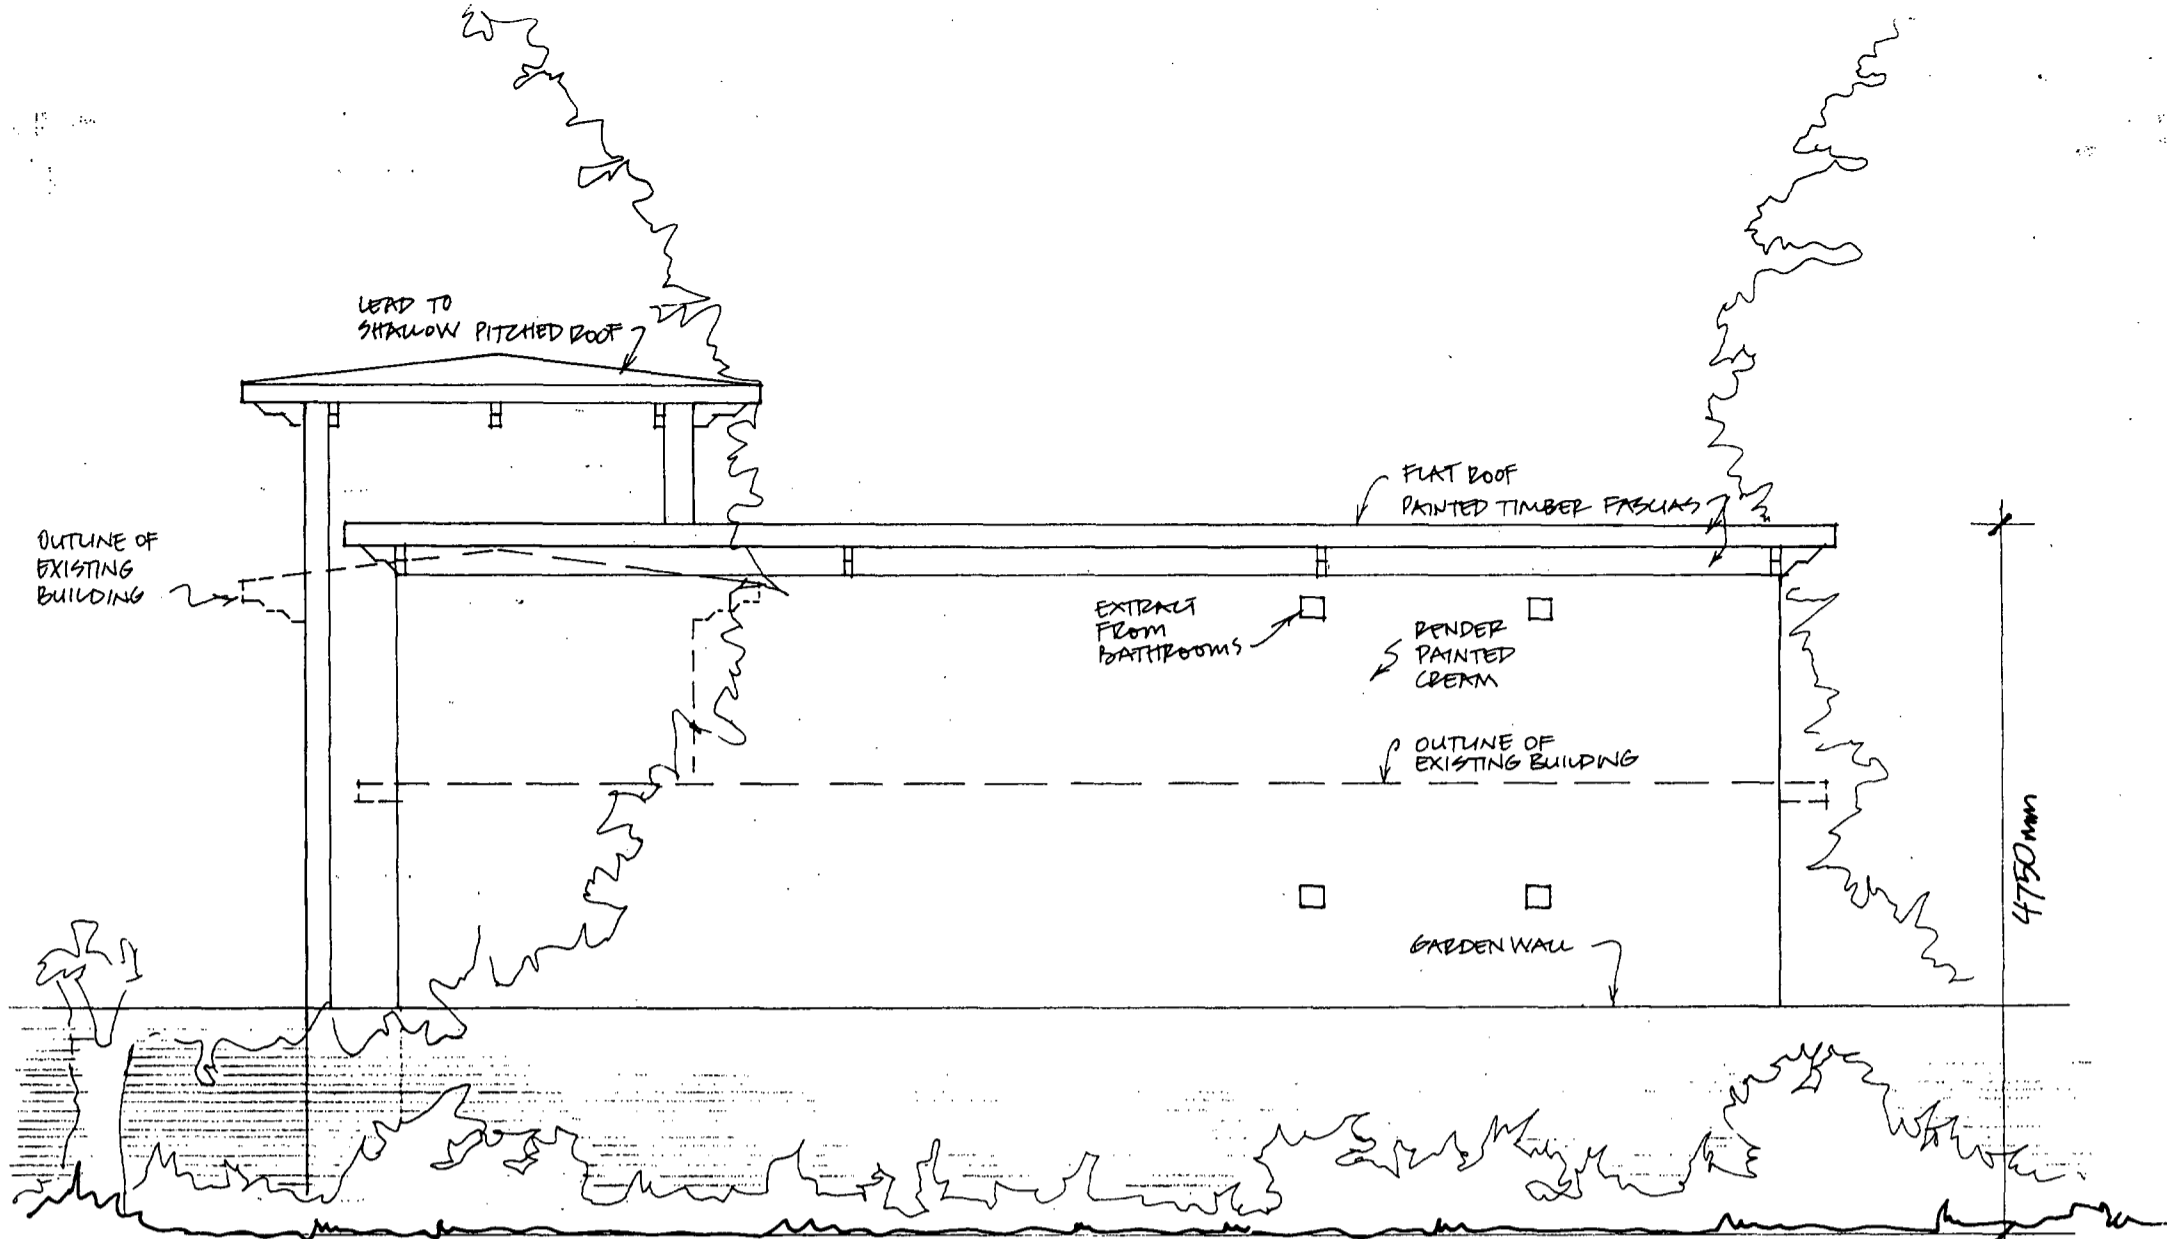 LEAD TO
SHALLOW PITCHED ROOF
FLAT ROOF
PAINTED TIMBER FASCIAS
OUTLINE OF
EXISTING
BUILDING
EXTRACT
FROM
BATHROOMS
RENDER
PAINTED
CREAM
OUTLINE OF
EXISTING BUILDING
4750mm
GARDEN WALL